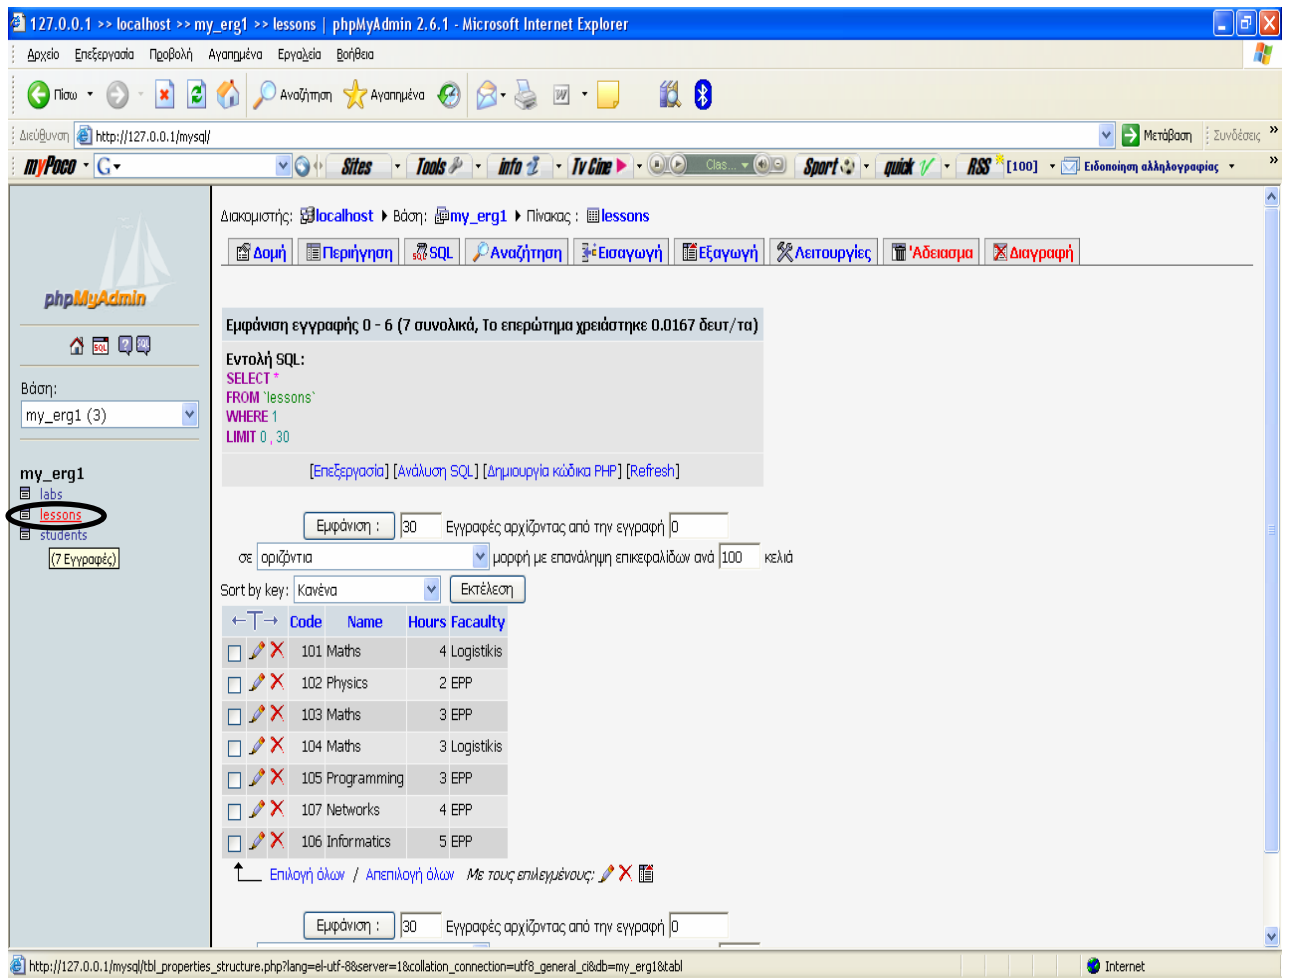 127.0.0.1 >> localhost >> my_erg1 >> lessons | phpMyAdmin 2.6.1 - Microsoft Internet Explorer
Αρχείο Επεξεργασία Προβολή Αγαπημένα Εργαλεία Βοήθεια
Πίσω Αναζήτηση Αγαπημένα
Διεύθυνση http://127.0.0.1/mysql/ Μετάβαση Συνδέσεις »
myPoco G Sites Tools info Tv Cine Clas... Sport quick RSS [100] Ειδοποίηση αλληλογραφίας »
phpMyAdmin
Βάση:
my_erg1 (3)
my_erg1
labs
lessons
students
(7 Εγγραφές)
Διακομιστής: localhost Βάση: my_erg1 Πίνακας : lessons
Δομή Περιήγηση SQL Αναζήτηση Εισαγωγή Εξαγωγή Λειτουργίες 'Αδειασμα Διαγραφή
Εμφάνιση εγγραφής 0 - 6 (7 συνολικά, Το επερώτημα χρειάστηκε 0.0167 δευτ/τα)
Εντολή SQL:
SELECT *
FROM `lessons`
WHERE 1
LIMIT 0 , 30
[Επεξεργασία] [Ανάλυση SQL] [Δημιουργία κώδικα PHP] [Refresh]
Εμφάνιση : 30 Εγγραφές αρχίζοντας από την εγγραφή 0
σε οριζόντια μορφή με επανάληψη επικεφαλίδων ανά 100 κελιά
Sort by key: Κανένα Εκτέλεση
←T→ Code Name Hours Facaulty
101 Maths 4 Logistikis
102 Physics 2 EPP
103 Maths 3 EPP
104 Maths 3 Logistikis
105 Programming 3 EPP
107 Networks 4 EPP
106 Informatics 5 EPP
Επιλογή όλων / Απεπιλογή όλων Με τους επιλεγμένους:
Εμφάνιση : 30 Εγγραφές αρχίζοντας από την εγγραφή 0
http://127.0.0.1/mysql/tbl_properties_structure.php?lang=el-utf-8&server=1&collation_connection=utf8_general_ci&db=my_erg1&tabl Internet